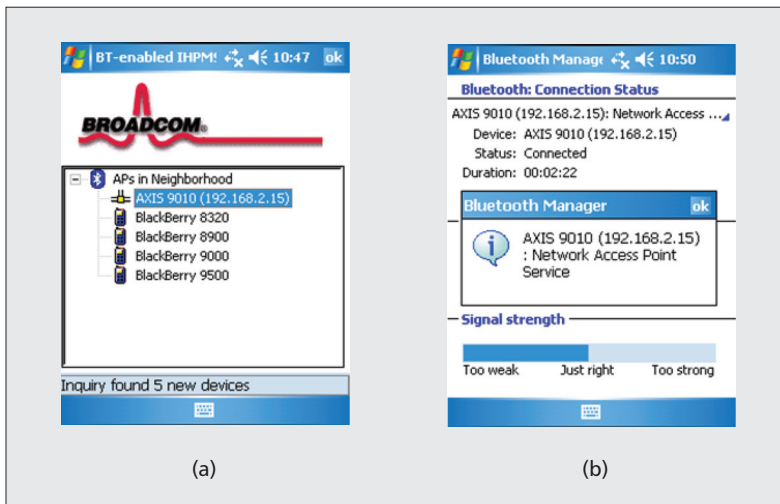 BT-enabled IHPMS 10:47 ok
BROADCOM®
APs in Neighborhood
AXIS 9010 (192.168.2.15)
BlackBerry 8320
BlackBerry 8900
BlackBerry 9000
BlackBerry 9500
Inquiry found 5 new devices
(a)
Bluetooth Manage 10:50
Bluetooth: Connection Status
AXIS 9010 (192.168.2.15): Network Access ...
Device: AXIS 9010 (192.168.2.15)
Status: Connected
Duration: 00:02:22
Bluetooth Manager ok
AXIS 9010 (192.168.2.15)
: Network Access Point
Service
Signal strength
Too weak Just right Too strong
(b)